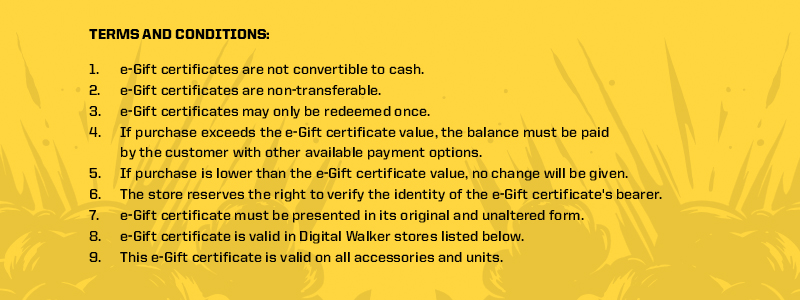 TERMS AND CONDITIONS:
1. e-Gift certificates are not convertible to cash.
2. e-Gift certificates are non-transferable.
3. e-Gift certificates may only be redeemed once.
4. If purchase exceeds the e-Gift certificate value, the balance must be paid
by the customer with other available payment options.
5. If purchase is lower than the e-Gift certificate value, no change will be given.
6. The store reserves the right to verify the identity of the e-Gift certificate's bearer.
7. e-Gift certificate must be presented in its original and unaltered form.
8. e-Gift certificate is valid in Digital Walker stores listed below.
9. This e-Gift certificate is valid on all accessories and units.